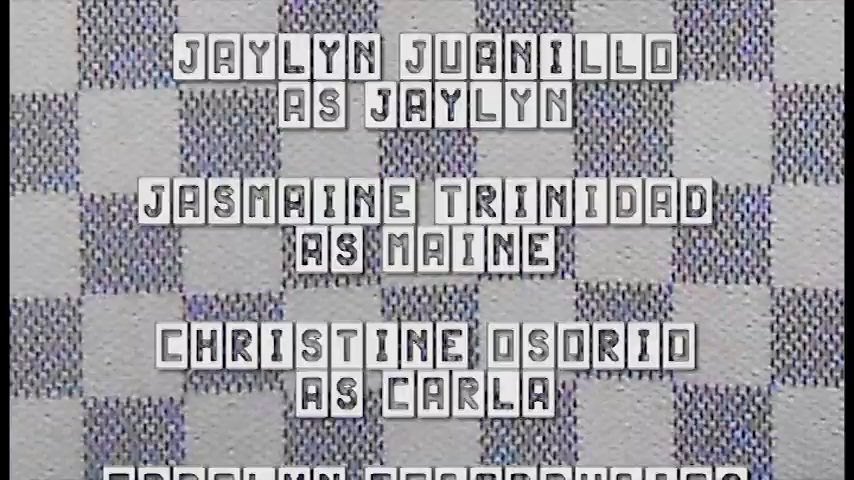 JAYLYN JUANILLO
AS JAYLYN
JASMAINE TRINIDAD
AS MAINE
CHRISTINE OSORIO
AS CARLA